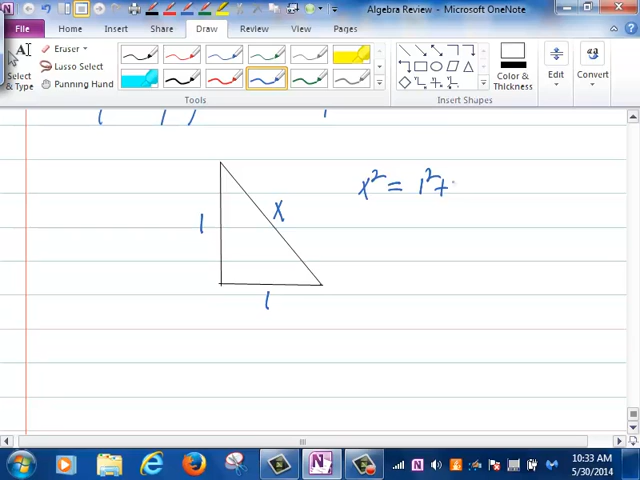 Algebra Review - Microsoft OneNote
File Home Insert Share Draw Review View Pages
Select & Type
Eraser
Lasso Select
Panning Hand
Color & Thickness
Edit
Convert
Tools
Insert Shapes
x² = 1² +
1
x
1
10:33 AM
5/30/2014